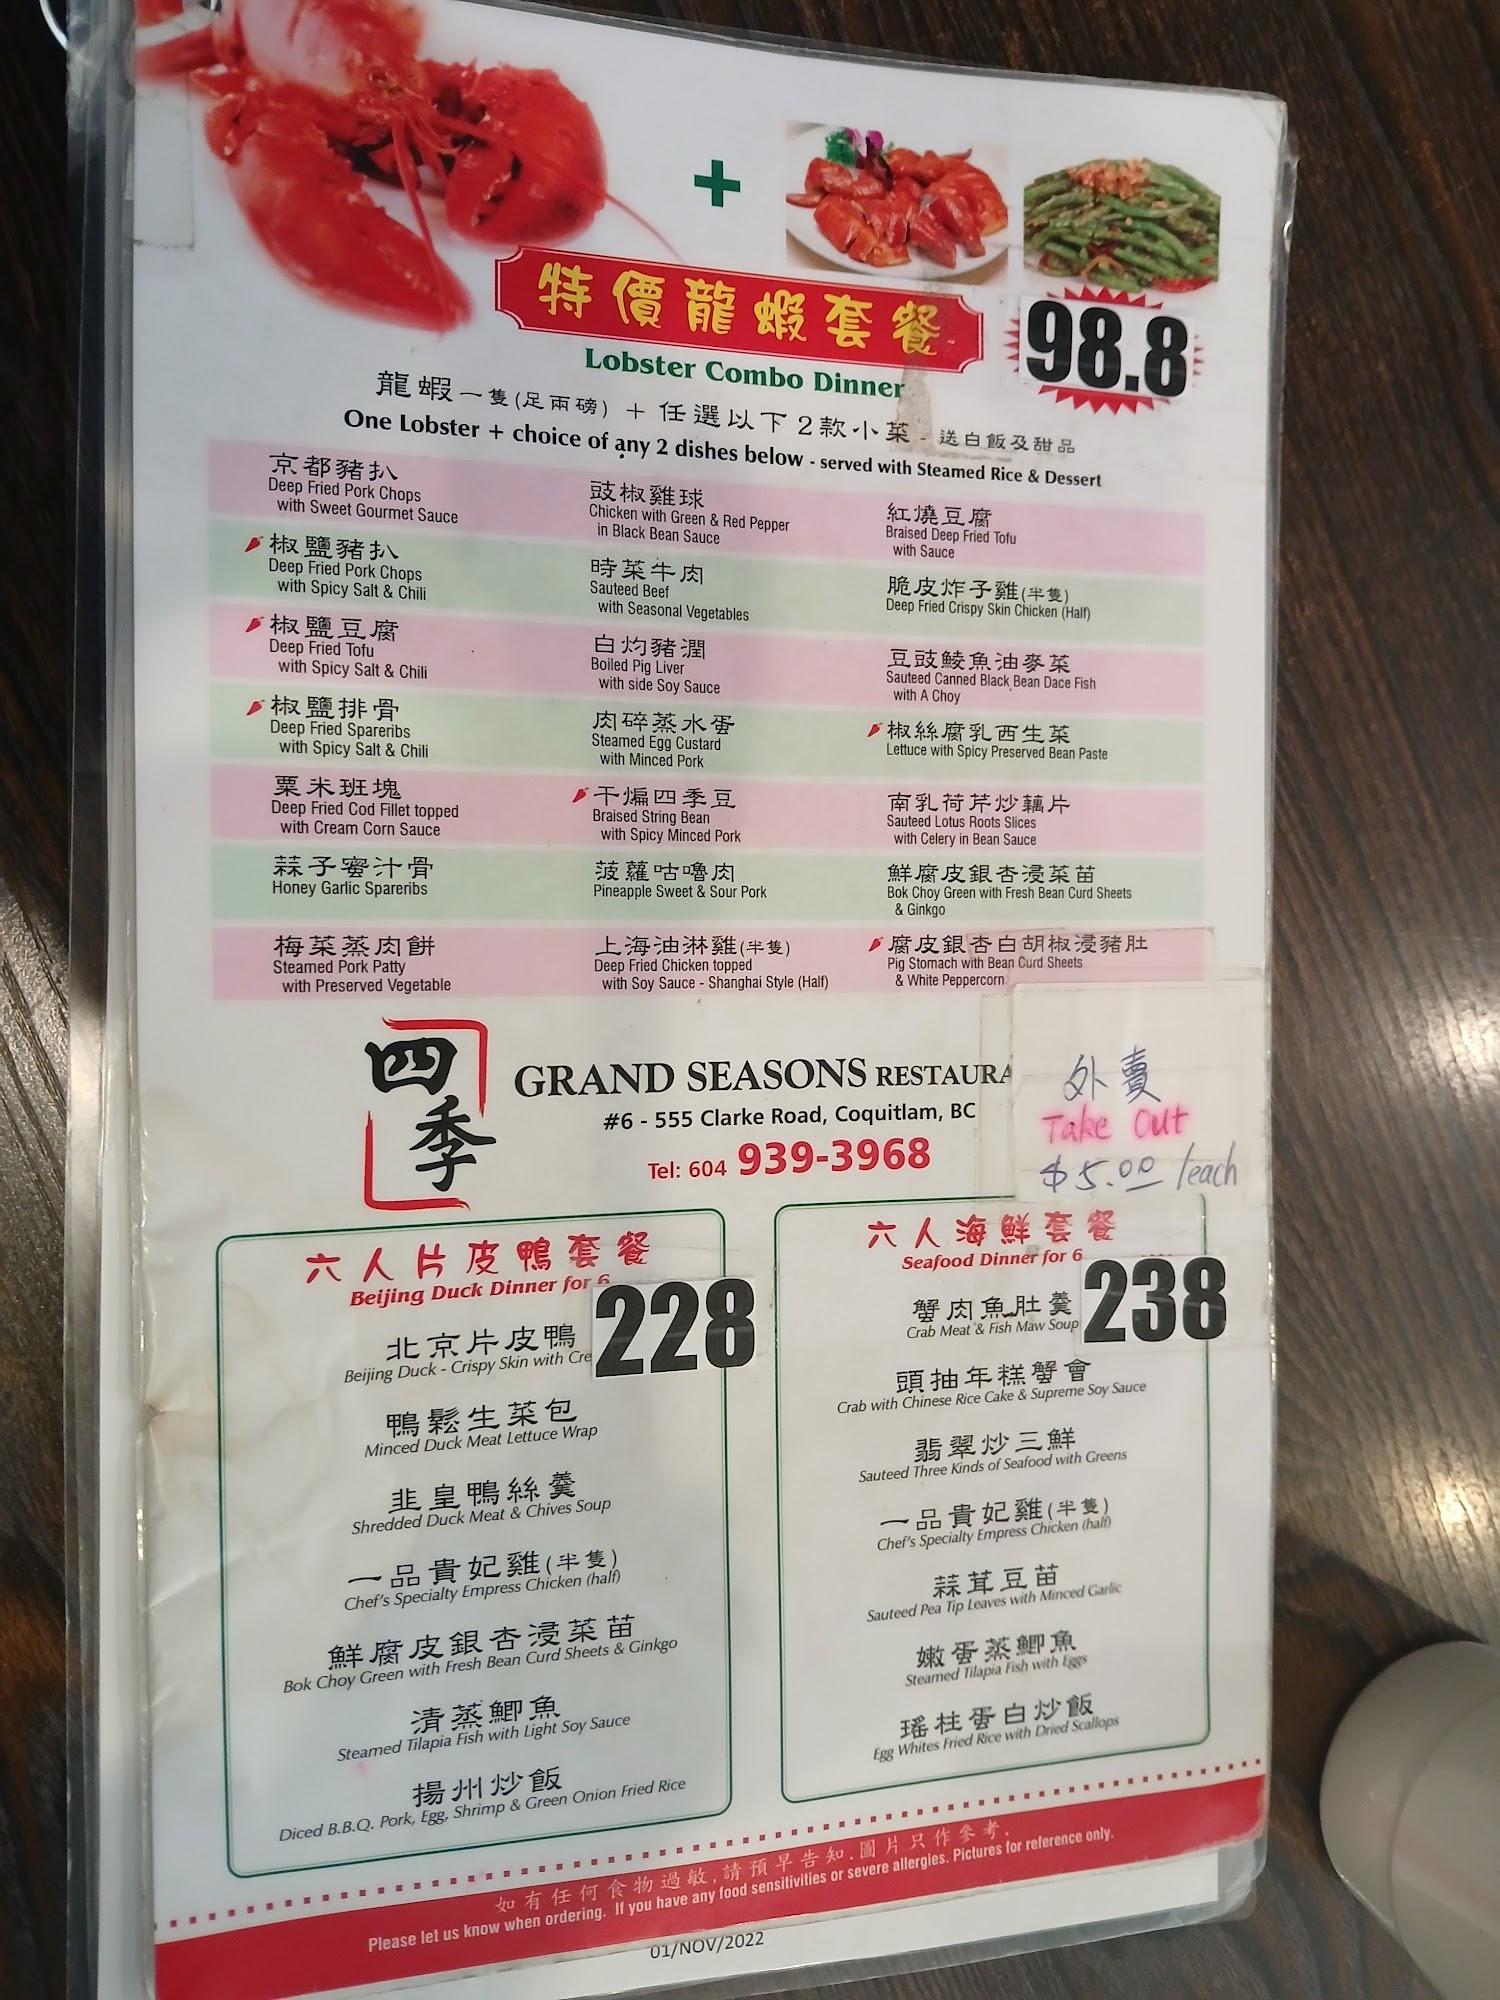 特價龍蝦套餐
98.8
Lobster Combo Dinner
龍蝦一隻(足兩磅) + 任選以下2款小菜 - 送白飯及甜品
One Lobster + choice of any 2 dishes below - served with Steamed Rice & Dessert
京都豬扒
Deep Fried Pork Chops
with Sweet Gourmet Sauce
椒鹽豬扒
Deep Fried Pork Chops
with Spicy Salt & Chili
椒鹽豆腐
Deep Fried Tofu
with Spicy Salt & Chili
椒鹽排骨
Deep Fried Spareribs
with Spicy Salt & Chili
粟米班塊
Deep Fried Cod Fillet topped
with Cream Corn Sauce
蒜子蜜汁骨
Honey Garlic Spareribs
梅菜蒸肉餅
Steamed Pork Patty
with Preserved Vegetable
豉椒雞球
Chicken with Green & Red Pepper
in Black Bean Sauce
時菜牛肉
Sauteed Beef
with Seasonal Vegetables
白灼豬潤
Boiled Pig Liver
with side Soy Sauce
肉碎蒸水蛋
Steamed Egg Custard
with Minced Pork
干煸四季豆
Braised String Bean
with Spicy Minced Pork
菠蘿咕嚕肉
Pineapple Sweet & Sour Pork
上海油淋雞(半隻)
Deep Fried Chicken topped
with Soy Sauce - Shanghai Style (Half)
紅燒豆腐
Braised Deep Fried Tofu
with Sauce
脆皮炸子雞(半隻)
Deep Fried Crispy Skin Chicken (Half)
豆豉鯪魚油麥菜
Sauteed Canned Black Bean Dace Fish
with A Choy
椒絲腐乳西生菜
Lettuce with Spicy Preserved Bean Paste
南乳荷芹炒藕片
Sauteed Lotus Roots Slices
with Celery in Bean Sauce
鮮腐皮銀杏浸菜苗
Bok Choy Green with Fresh Bean Curd Sheets
& Ginkgo
腐皮銀杏白胡椒浸豬肚
Pig Stomach with Bean Curd Sheets
& White Peppercorn
四季
GRAND SEASONS RESTAURA
#6 - 555 Clarke Road, Coquitlam, BC
Tel: 604 939-3968
外賣
Take Out
$5.00/each
六人片皮鴨套餐
Beijing Duck Dinner for 6
228
北京片皮鴨
Beijing Duck - Crispy Skin with Cre
鴨鬆生菜包
Minced Duck Meat Lettuce Wrap
韭皇鴨絲羹
Shredded Duck Meat & Chives Soup
一品貴妃雞(半隻)
Chef's Specialty Empress Chicken (half)
鮮腐皮銀杏浸菜苗
Bok Choy Green with Fresh Bean Curd Sheets & Ginkgo
清蒸鯽魚
Steamed Tilapia Fish with Light Soy Sauce
揚州炒飯
Diced B.B.Q. Pork, Egg, Shrimp & Green Onion Fried Rice
六人海鮮套餐
Seafood Dinner for 6
238
蟹肉魚肚羹
Crab Meat & Fish Maw Soup
頭抽年糕蟹會
Crab with Chinese Rice Cake & Supreme Soy Sauce
翡翠炒三鮮
Sauteed Three Kinds of Seafood with Greens
一品貴妃雞(半隻)
Chef's Specialty Empress Chicken (half)
蒜茸豆苗
Sauteed Pea Tip Leaves with Minced Garlic
嫩蛋蒸鯽魚
Steamed Tilapia Fish with Eggs
瑤柱蛋白炒飯
Egg Whites Fried Rice with Dried Scallops
如有任何食物過敏,請預早告知.圖片只作參考.
Please let us know when ordering. If you have any food sensitivities or severe allergies. Pictures for reference only.
01/NOV/2022